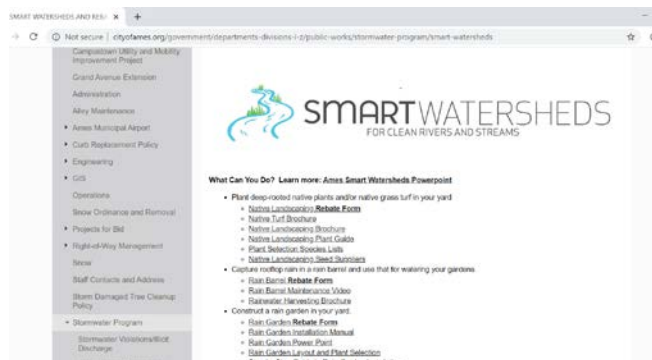 SMART WATERSHEDS AND REBA
Not secure | cityofames.org/government/departments-divisions-i-z/public-works/stormwater-program/smart-watersheds
Campustown Utility and Mobility
Improvement Project
Grand Avenue Extension
Administration
Alley Maintenance
Ames Municipal Airport
Curb Replacement Policy
Engineering
GIS
Operations
Snow Ordinance and Removal
Projects for Bid
Right-of-Way Management
Snow
Staff Contacts and Address
Storm Damaged Tree Cleanup
Policy
Stormwater Program
Stormwater Violations/Illicit
Discharge
SMARTWATERSHEDS
FOR CLEAN RIVERS AND STREAMS
What Can You Do? Learn more: Ames Smart Watersheds Powerpoint
Plant deep-rooted native plants and/or native grass turf in your yard
Native Landscaping Rebate Form
Native Turf Brochure
Native Landscaping Brochure
Native Landscaping Plant Guide
Plant Selection Species Lists
Native Landscaping Seed Suppliers
Capture rooftop rain in a rain barrel and use that for watering your gardens
Rain Barrel Rebate Form
Rain Barrel Maintenance Video
Rainwater Harvesting Brochure
Construct a rain garden in your yard.
Rain Garden Rebate Form
Rain Garden Installation Manual
Rain Garden Power Point
Rain Garden Layout and Plant Selection